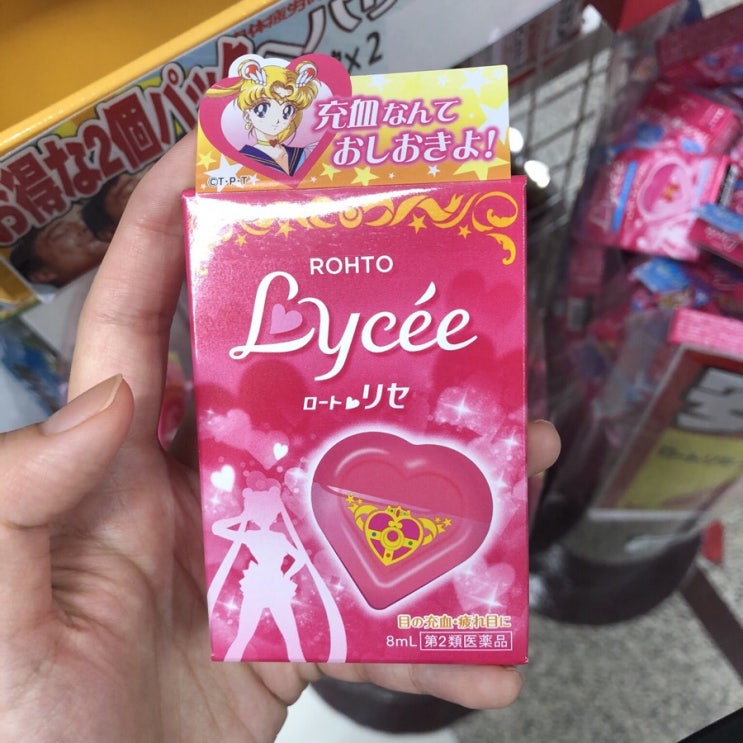 お得な2個パック
×2
充血なんて
おしおきよ!
©T・P・T
ROHTO
Lycée
ロート リセ
目の充血・疲れ目に
8mL 第2類医薬品
Lycée